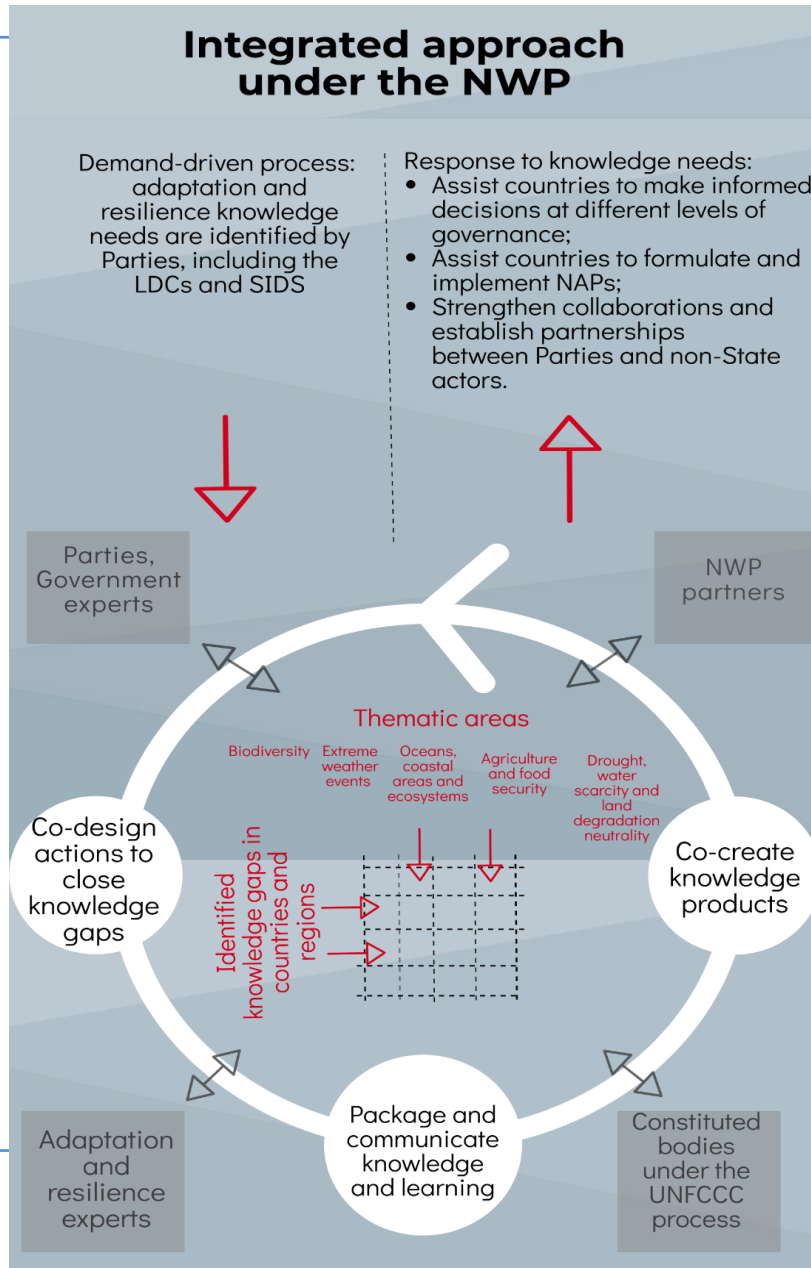 Integrated approach
under the NWP
Demand-driven process:
adaptation and
resilience knowledge
needs are identified by
Parties, including the
LDCs and SIDS
Response to knowledge needs:
• Assist countries to make informed
decisions at different levels of
governance;
• Assist countries to formulate and
implement NAPs;
• Strengthen collaborations and
establish partnerships
between Parties and non-State
actors.
Parties,
Government
experts
NWP
partners
Thematic areas
Biodiversity
Extreme
weather
events
Oceans,
coastal
areas and
ecosystems
Agriculture
and food
security
Drought,
water
scarcity and
land
degradation
neutrality
Co-design
actions to
close
knowledge
gaps
Identified
knowledge gaps in
countries and
regions
Co-create
knowledge
products
Package and
communicate
knowledge
and learning
Adaptation
and
resilience
experts
Constituted
bodies
under the
UNFCCC
process